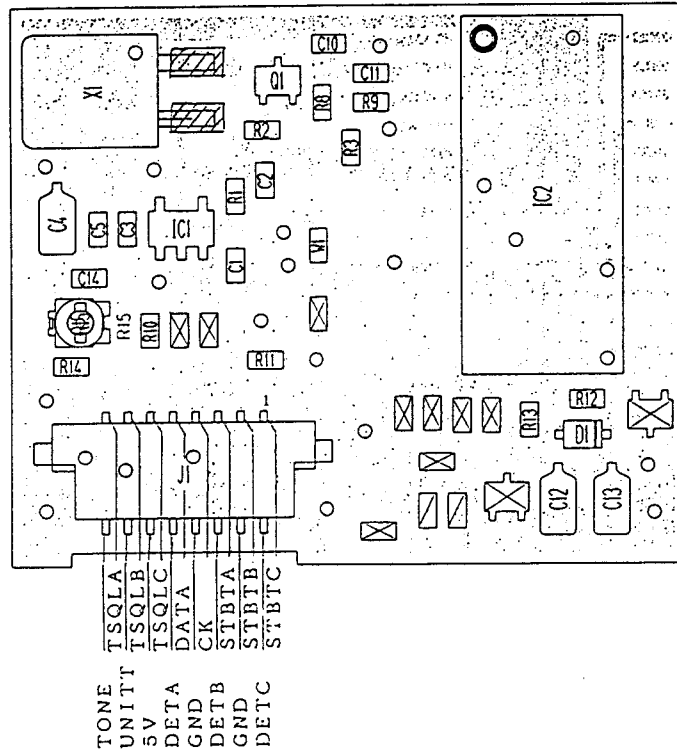 C10
Q1
C11
X1
R8
R9
R2
R3
C2
R1
IC2
C4
C5
C3
IC1
W1
C1
C14
R15
R10
R14
R11
1
R12
R13
D1
J1
C12
C13
TSQLA
TSQLB
TSQLC
DATA
CK
STBTA
STBTB
STBTC
TONE
UNITT
5V
DETA
GND
DETB
GND
DETC